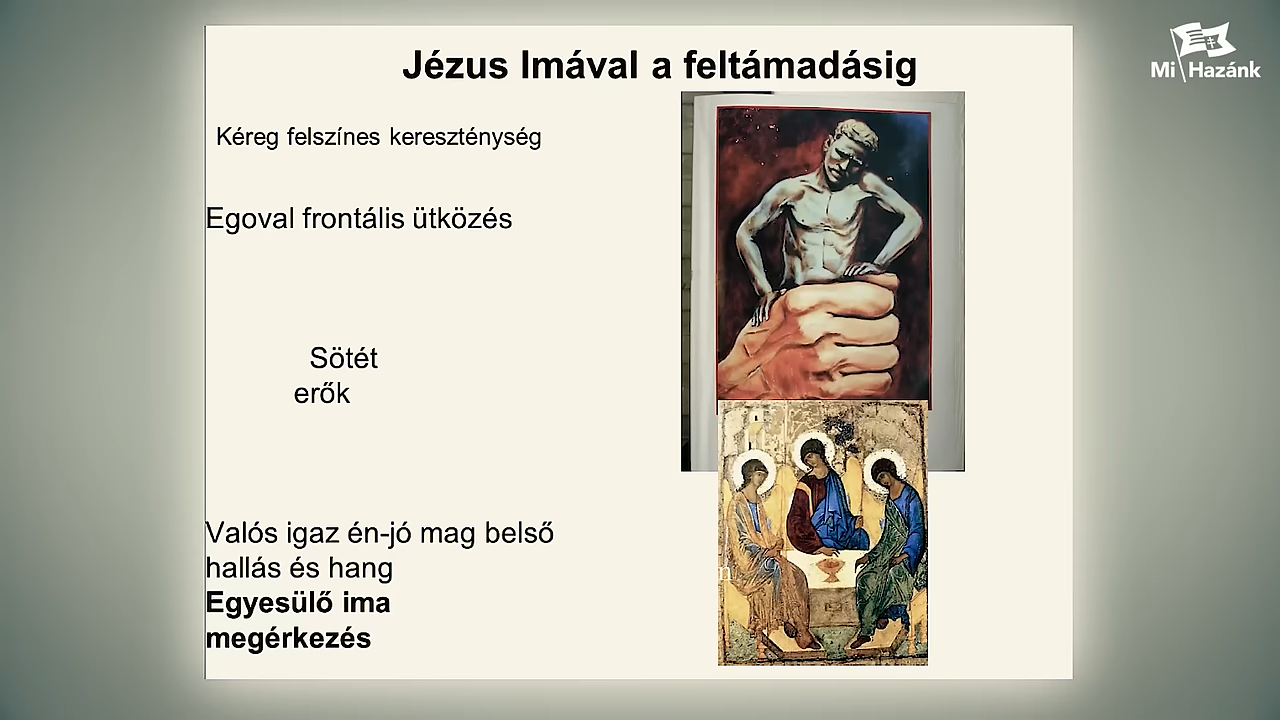 Jézus Imával a feltámadásig
Mi Hazánk
Kéreg felszínes kereszténység
Egoval frontális ütközés
Sötét
erők
Valós igaz én-jó mag belső
hallás és hang
Egyesülő ima
megérkezés
n